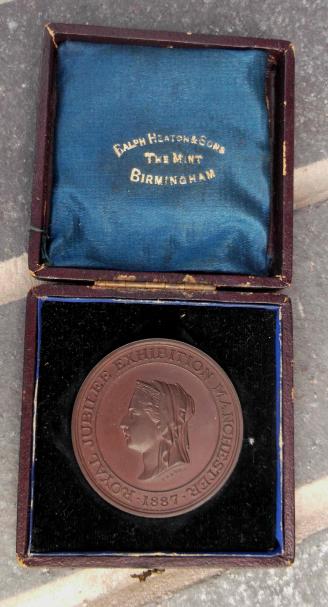 RALPH HEATON & SONS
THE MINT
BIRMINGHAM
ROYAL JUBILEE EXHIBITION MANCHESTER
· 1887 ·